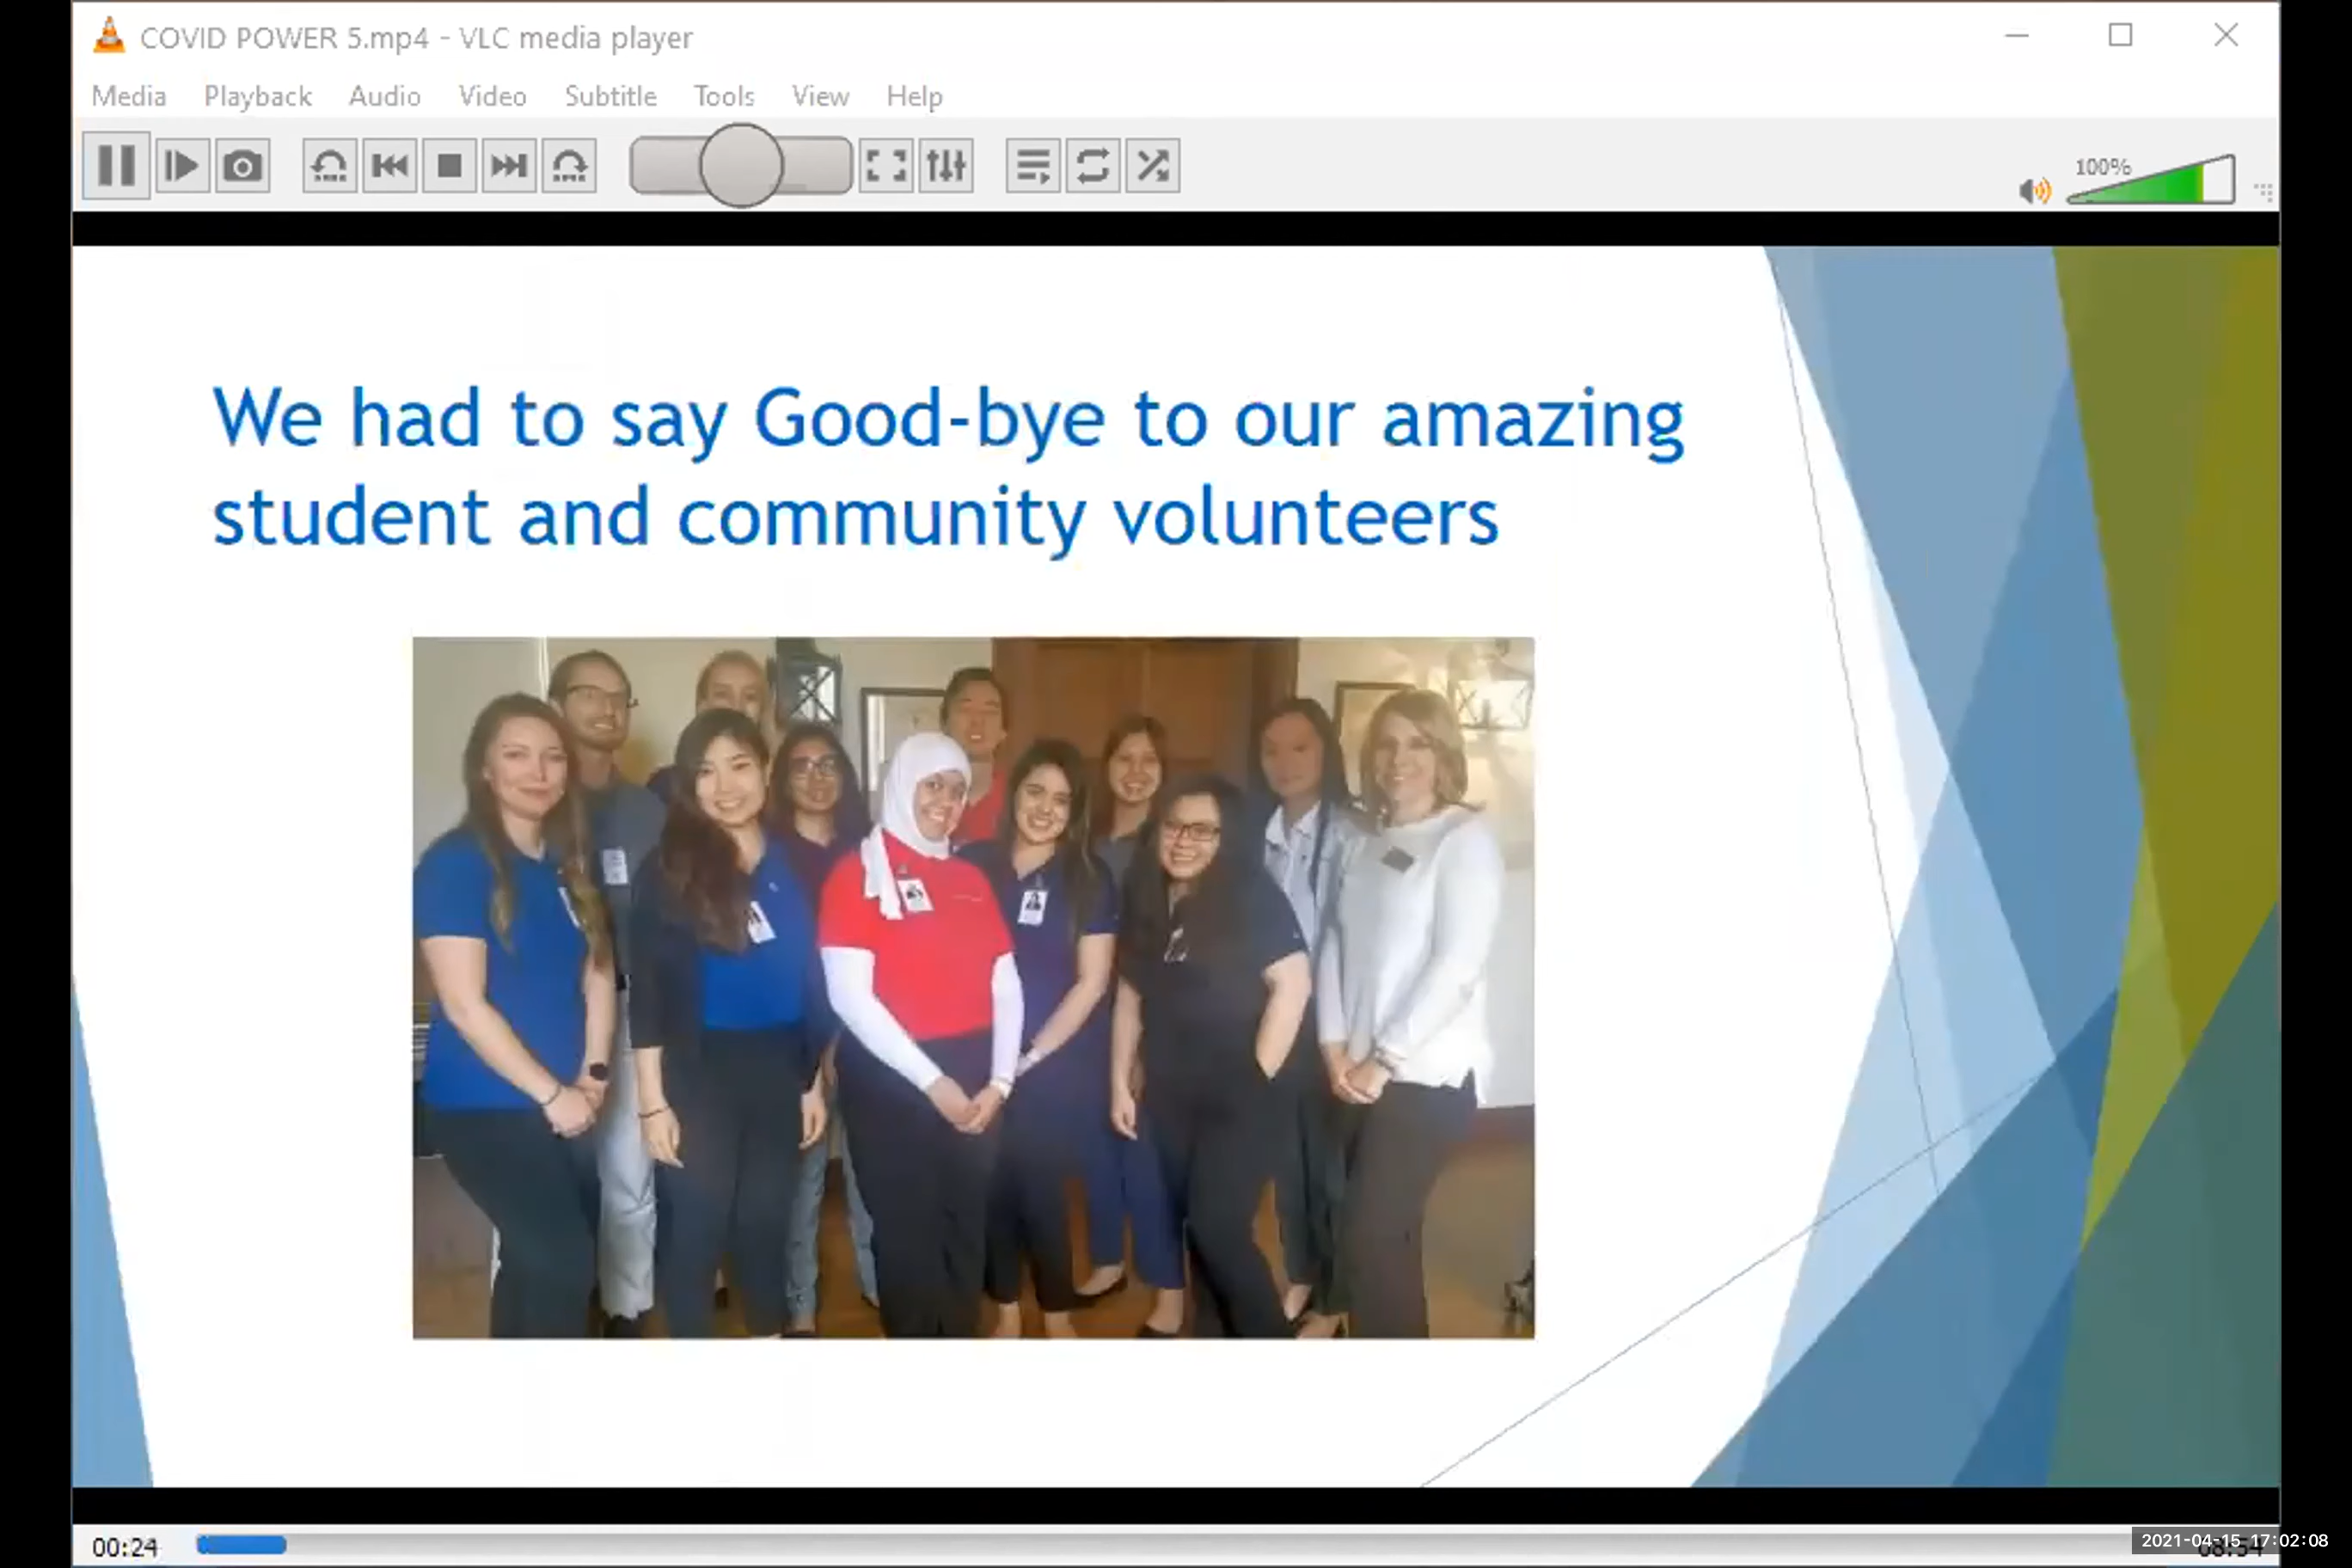 COVID POWER 5.mp4 - VLC media player
Media Playback Audio Video Subtitle Tools View Help
100%
We had to say Good-bye to our amazing
student and community volunteers
00:24
2021-04-15 17:02:08